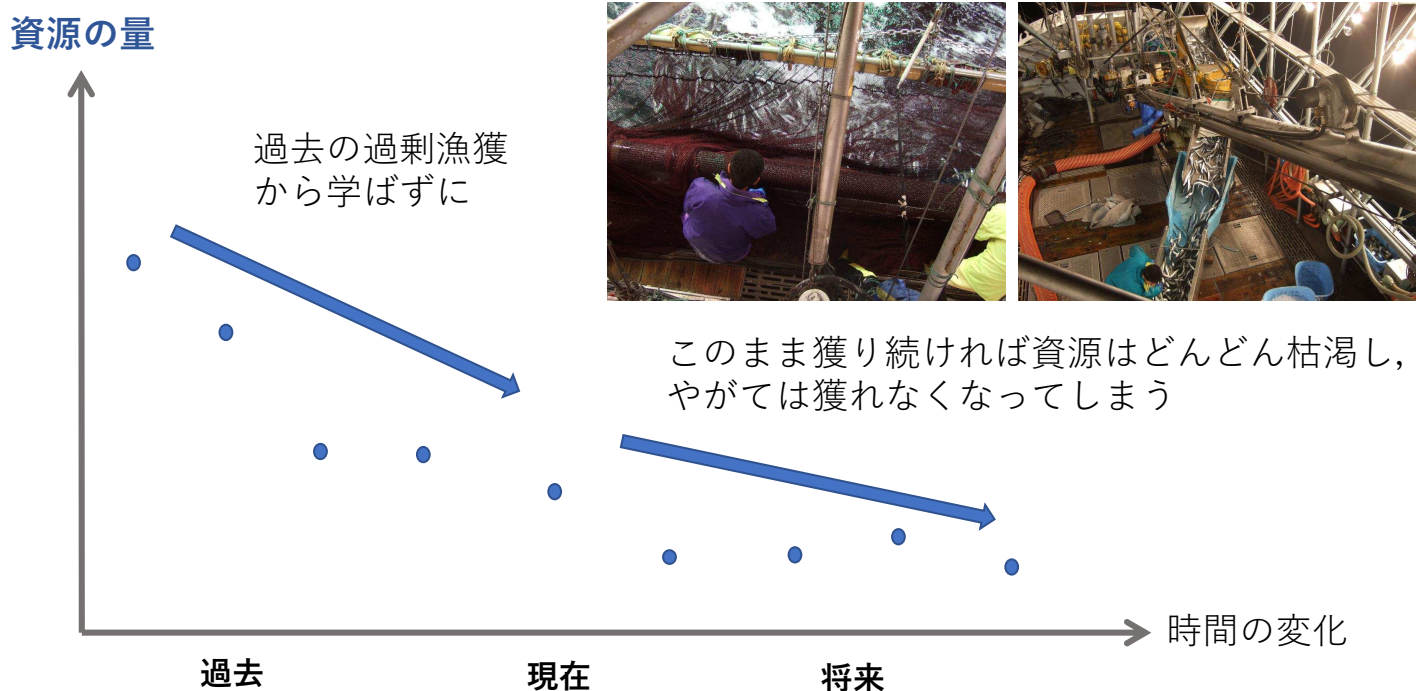 資源の量
過去の過剰漁獲
から学ばずに
このまま獲り続ければ資源はどんどん枯渇し,
やがては獲れなくなってしまう
時間の変化
過去
現在
将来